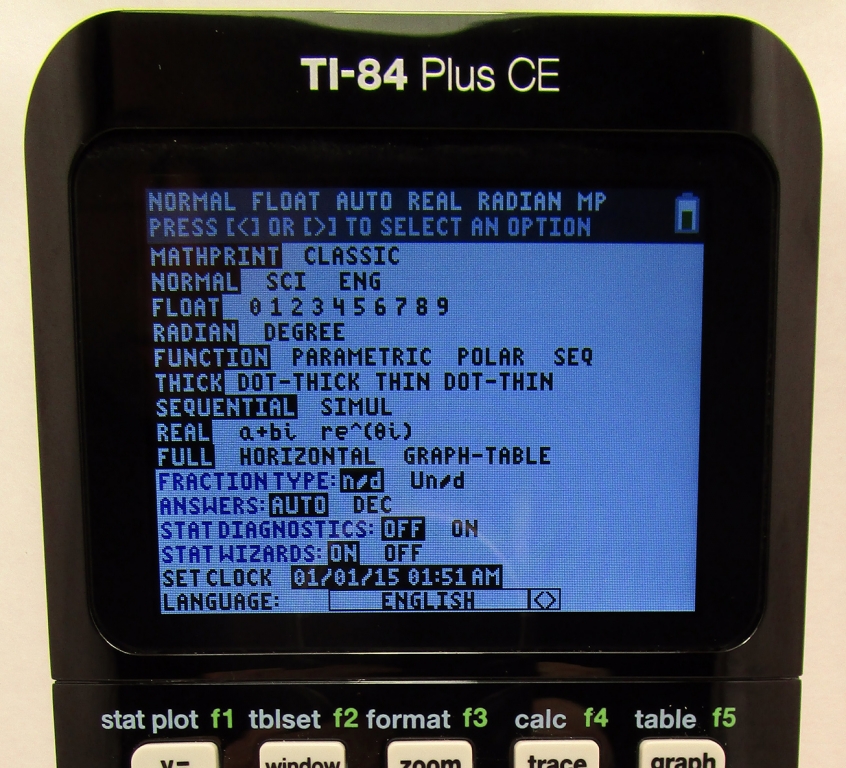 TI-84 Plus CE
NORMAL FLOAT AUTO REAL RADIAN MP
PRESS [<] OR [>] TO SELECT AN OPTION
MATHPRINT CLASSIC
NORMAL SCI ENG
FLOAT 0 1 2 3 4 5 6 7 8 9
RADIAN DEGREE
FUNCTION PARAMETRIC POLAR SEQ
THICK DOT-THICK THIN DOT-THIN
SEQUENTIAL SIMUL
REAL a+bi re^(θi)
FULL HORIZONTAL GRAPH-TABLE
FRACTION TYPE: n/d Un/d
ANSWERS: AUTO DEC
STAT DIAGNOSTICS: OFF ON
STAT WIZARDS: ON OFF
SET CLOCK 01/01/15 01:51 AM
LANGUAGE: ENGLISH <>
stat plot f1 tblset f2 format f3 calc f4 table f5
y= window zoom trace graph